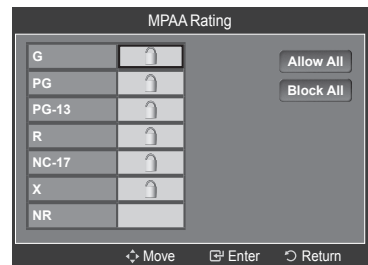 MPAA Rating
G
PG
PG-13
R
NC-17
X
NR
Allow All
Block All
Move Enter Return